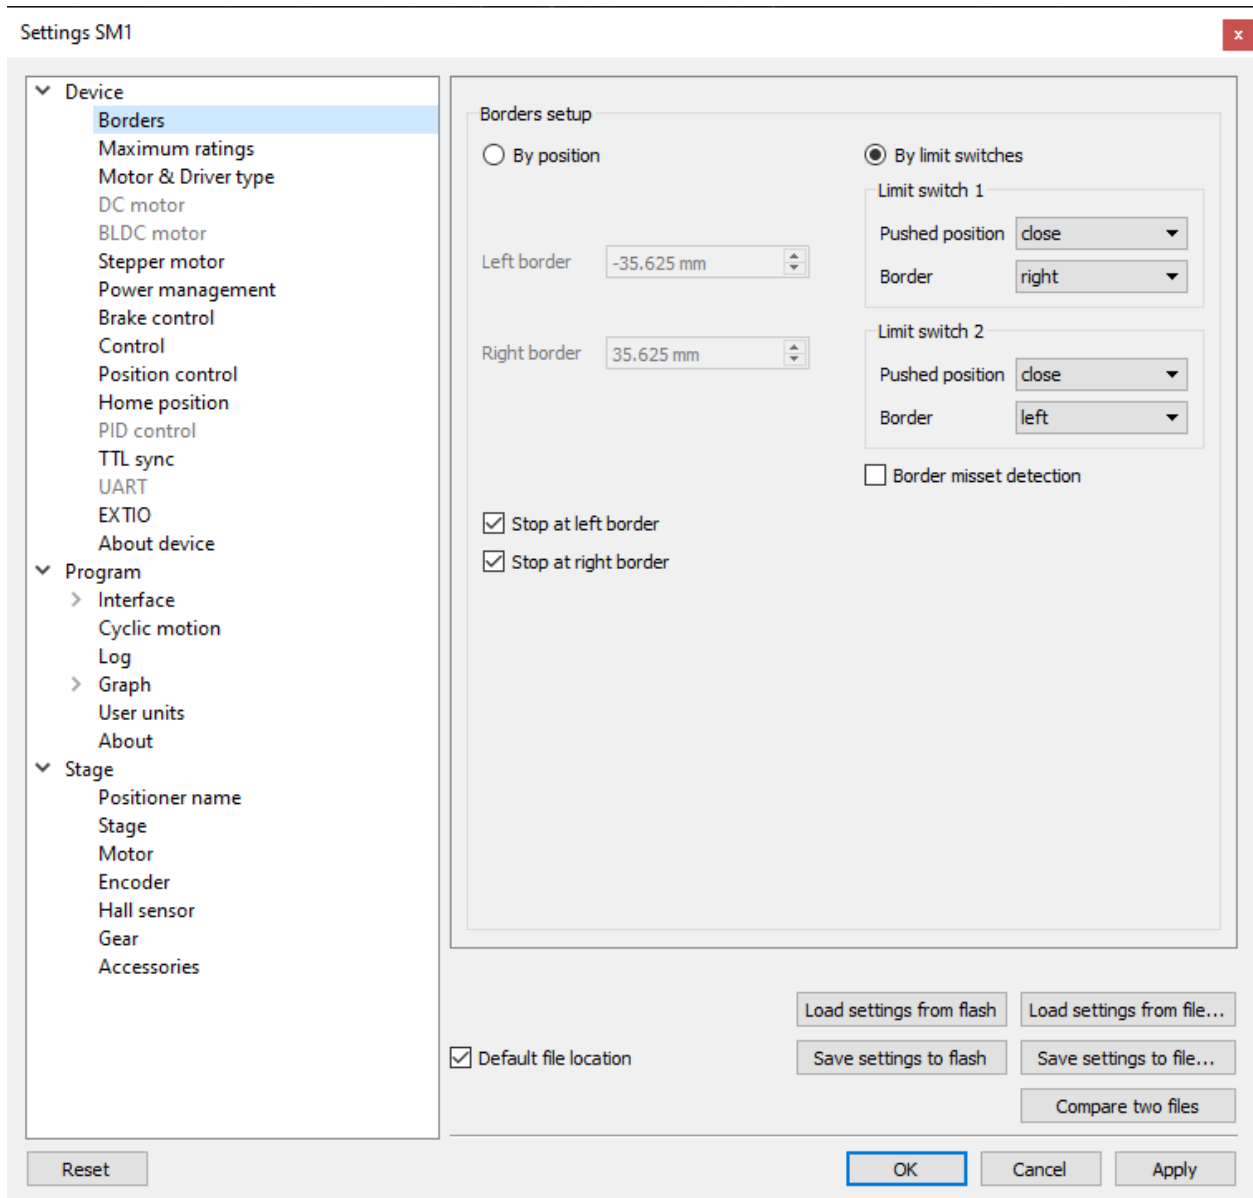 Settings SM1
x
Device
Borders
Maximum ratings
Motor & Driver type
DC motor
BLDC motor
Stepper motor
Power management
Brake control
Control
Position control
Home position
PID control
TTL sync
UART
EXTIO
About device
Program
Interface
Cyclic motion
Log
Graph
User units
About
Stage
Positioner name
Stage
Motor
Encoder
Hall sensor
Gear
Accessories
Borders setup
By position
By limit switches
Limit switch 1
Pushed position close
Border right
Left border -35.625 mm
Right border 35.625 mm
Limit switch 2
Pushed position close
Border left
Border misset detection
Stop at left border
Stop at right border
Load settings from flash
Load settings from file...
Default file location
Save settings to flash
Save settings to file...
Compare two files
Reset
OK
Cancel
Apply